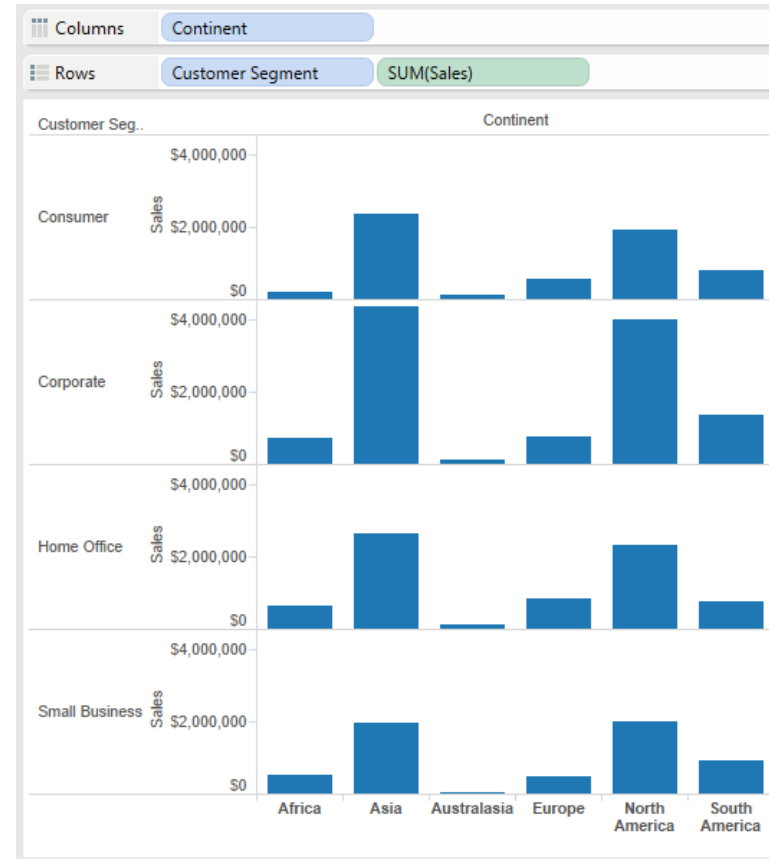 Columns Continent
Rows Customer Segment SUM(Sales)
Customer Seg.. Continent
Consumer
Sales
$4,000,000
$2,000,000
$0
Corporate
Sales
$4,000,000
$2,000,000
$0
Home Office
Sales
$4,000,000
$2,000,000
$0
Small Business
Sales
$4,000,000
$2,000,000
$0
Africa Asia Australasia Europe North America South America